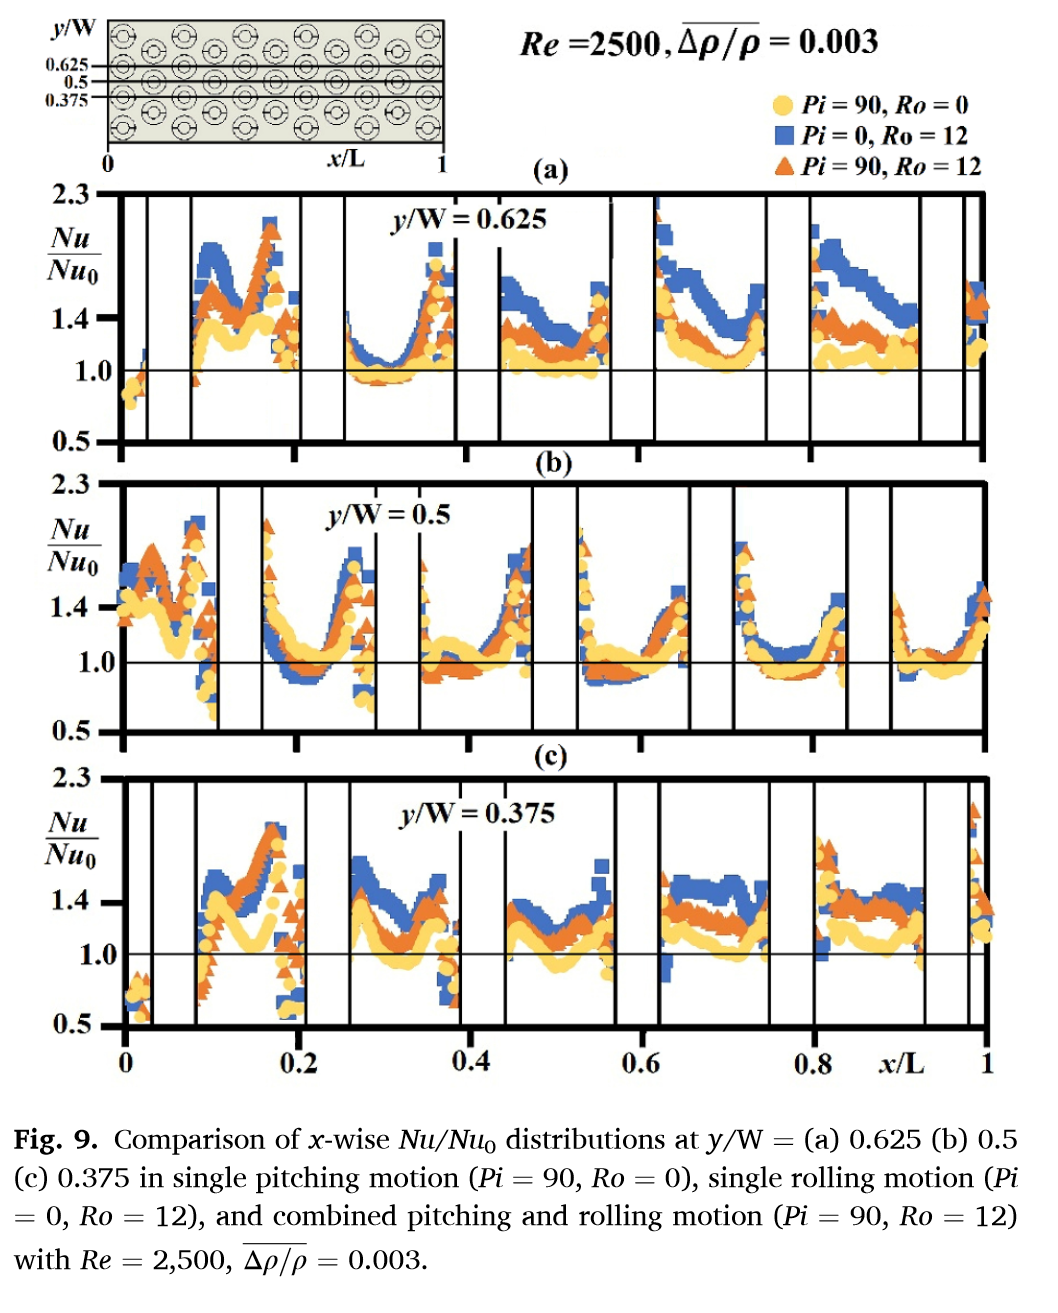 y/W
0.625
0.5
0.375
0
x/L
1
Re =2500, Δρ/ρ = 0.003
Pi = 90, Ro = 0
Pi = 0, Ro = 12
Pi = 90, Ro = 12
(a)
2.3
Nu
Nu0
1.4
1.0
0.5
y/W = 0.625
(b)
2.3
Nu
Nu0
1.4
1.0
0.5
y/W = 0.5
(c)
2.3
Nu
Nu0
1.4
1.0
0.5
y/W = 0.375
0 0.2 0.4 0.6 0.8 x/L 1
Fig. 9. Comparison of x-wise Nu/Nu0 distributions at y/W = (a) 0.625 (b) 0.5
(c) 0.375 in single pitching motion (Pi = 90, Ro = 0), single rolling motion (Pi
= 0, Ro = 12), and combined pitching and rolling motion (Pi = 90, Ro = 12)
with Re = 2,500, Δρ/ρ = 0.003.